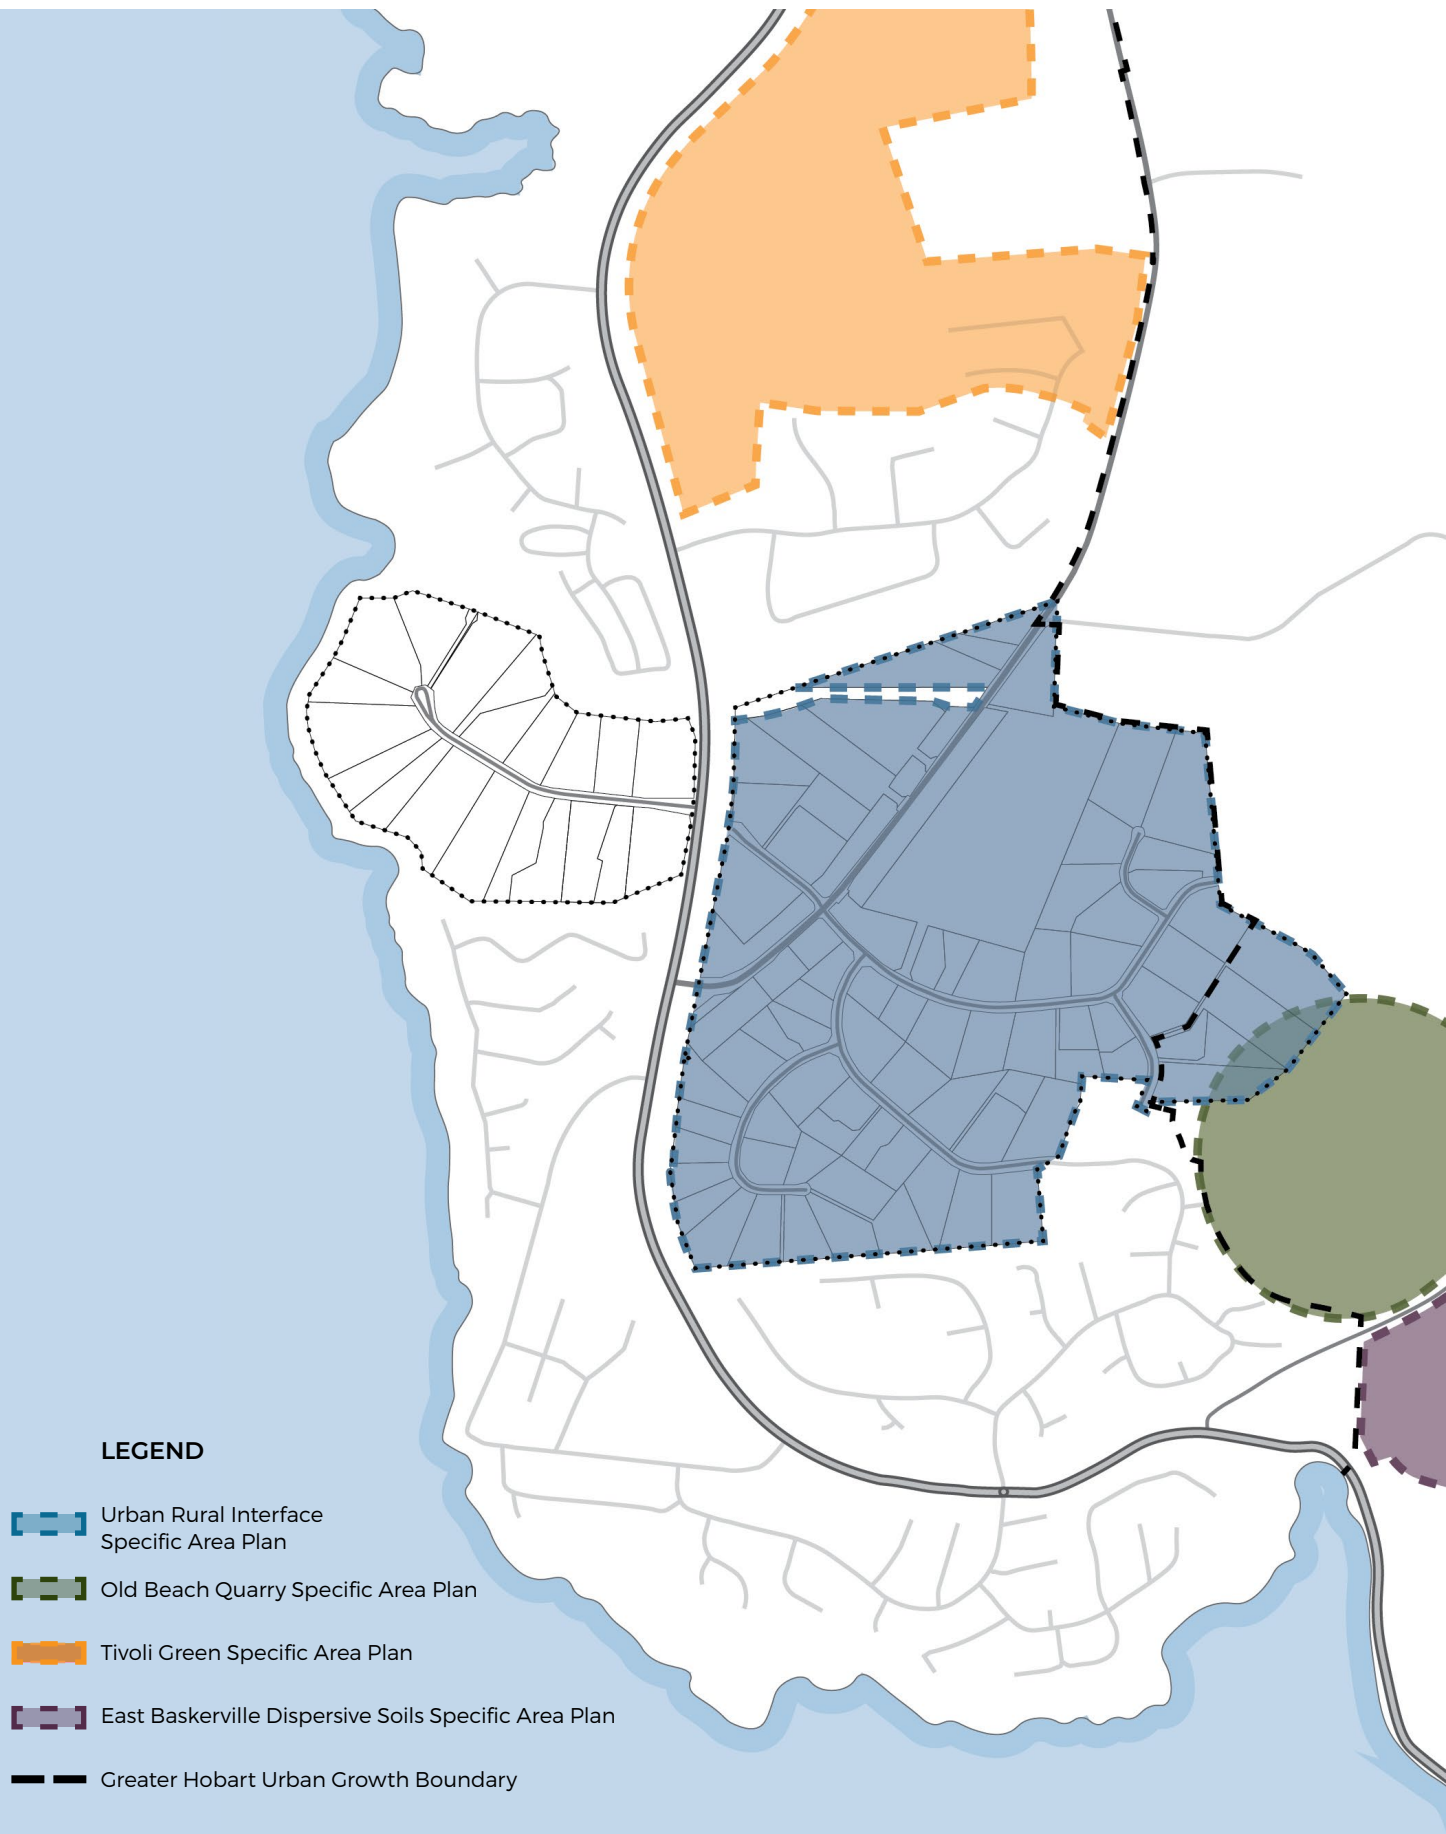 LEGEND
Urban Rural Interface
Specific Area Plan
Old Beach Quarry Specific Area Plan
Tivoli Green Specific Area Plan
East Baskerville Dispersive Soils Specific Area Plan
Greater Hobart Urban Growth Boundary